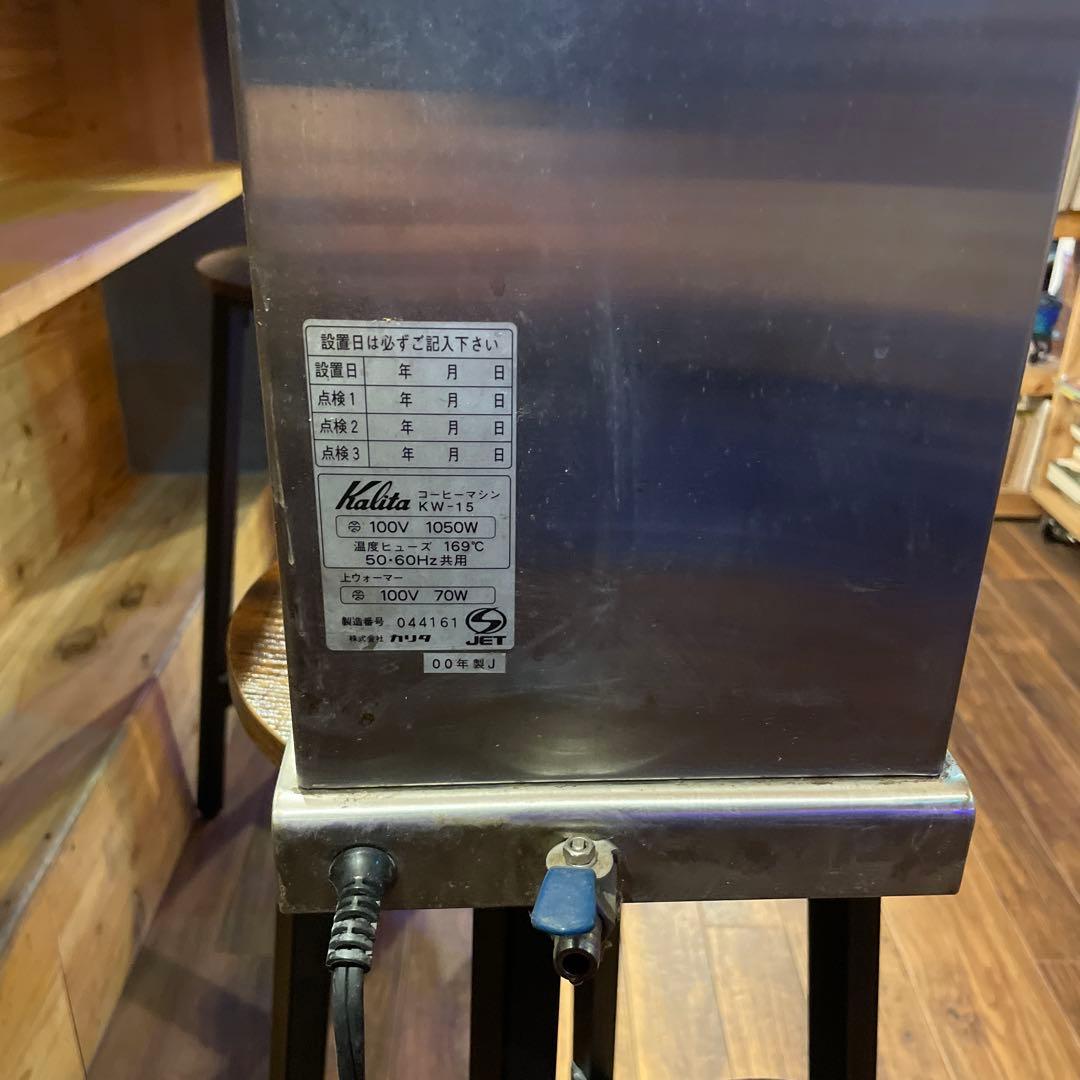 設置日は必ずご記入下さい
設置日 年 月 日
点検1 年 月 日
点検2 年 月 日
点検3 年 月 日
Kalita コーヒーマシン
KW-15
100V 1050W
温度ヒューズ 169℃
50・60Hz共用
上ウォーマー
100V 70W
製造番号 044161
株式会社 カリタ JET
00年製J